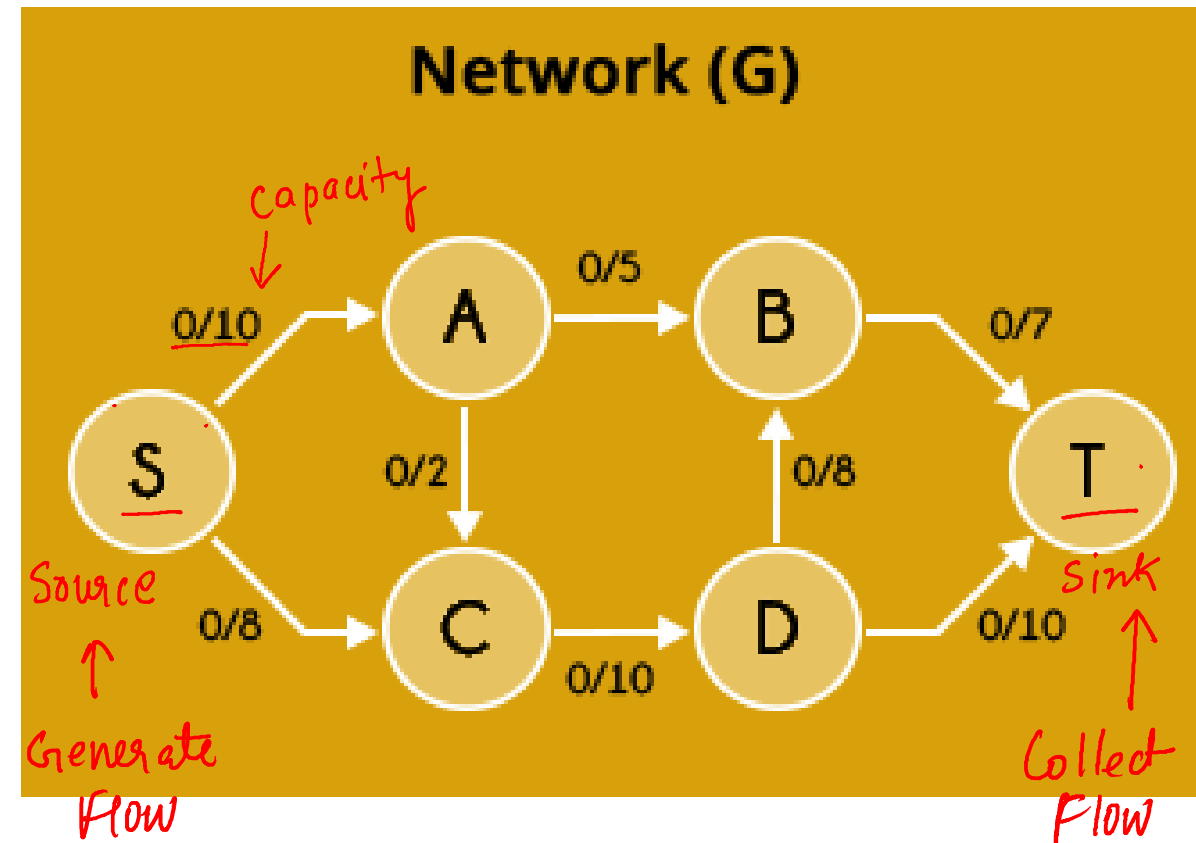 Network (G)
Capacity
0/5
0/10
A
B
0/7
S
0/2
0/8
T
Source
Sink
0/8
C
D
0/10
0/10
Generate
Flow
Collect
Flow